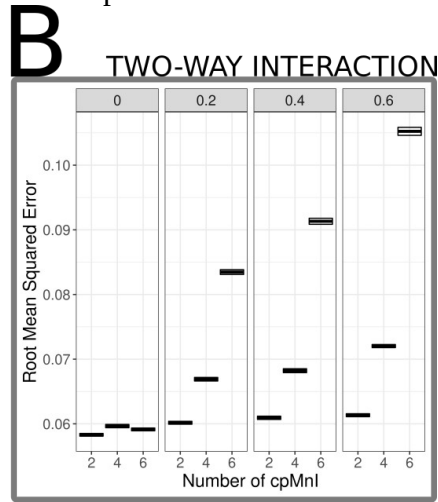 B
TWO-WAY INTERACTION
0 0.2 0.4 0.6
Root Mean Squared Error
0.10
0.09
0.08
0.07
0.06
2 4 6 2 4 6 2 4 6 2 4 6
Number of cpMnI